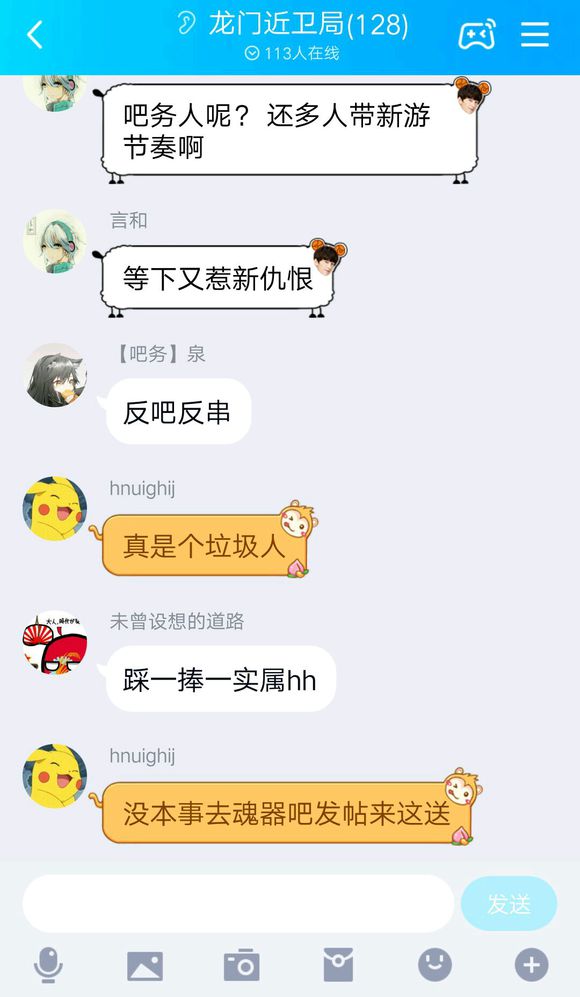 龙门近卫局(128)
113人在线
吧务人呢？ 还多人带新游
节奏啊
言和
等下又惹新仇恨
【吧务】泉
反吧反串
hnuighij
真是个垃圾人
未曾设想的道路
踩一捧一实属hh
hnuighij
没本事去魂器吧发帖来这送
发送